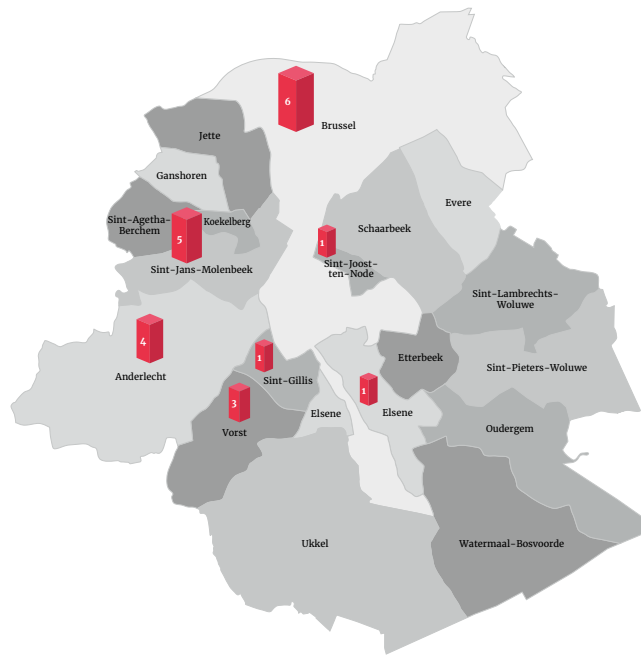 6
Brussel
Jette
Ganshoren
Evere
Sint-Agetha-
Berchem
Koekelberg
Schaarbeek
5
1
Sint-Jans-Molenbeek
Sint-Joost-
ten-Node
Sint-Lambrechts-
Woluwe
4
Anderlecht
1
Sint-Gillis
Etterbeek
Sint-Pieters-Woluwe
1
3
Elsene
Elsene
Vorst
Oudergem
Ukkel
Watermaal-Bosvoorde